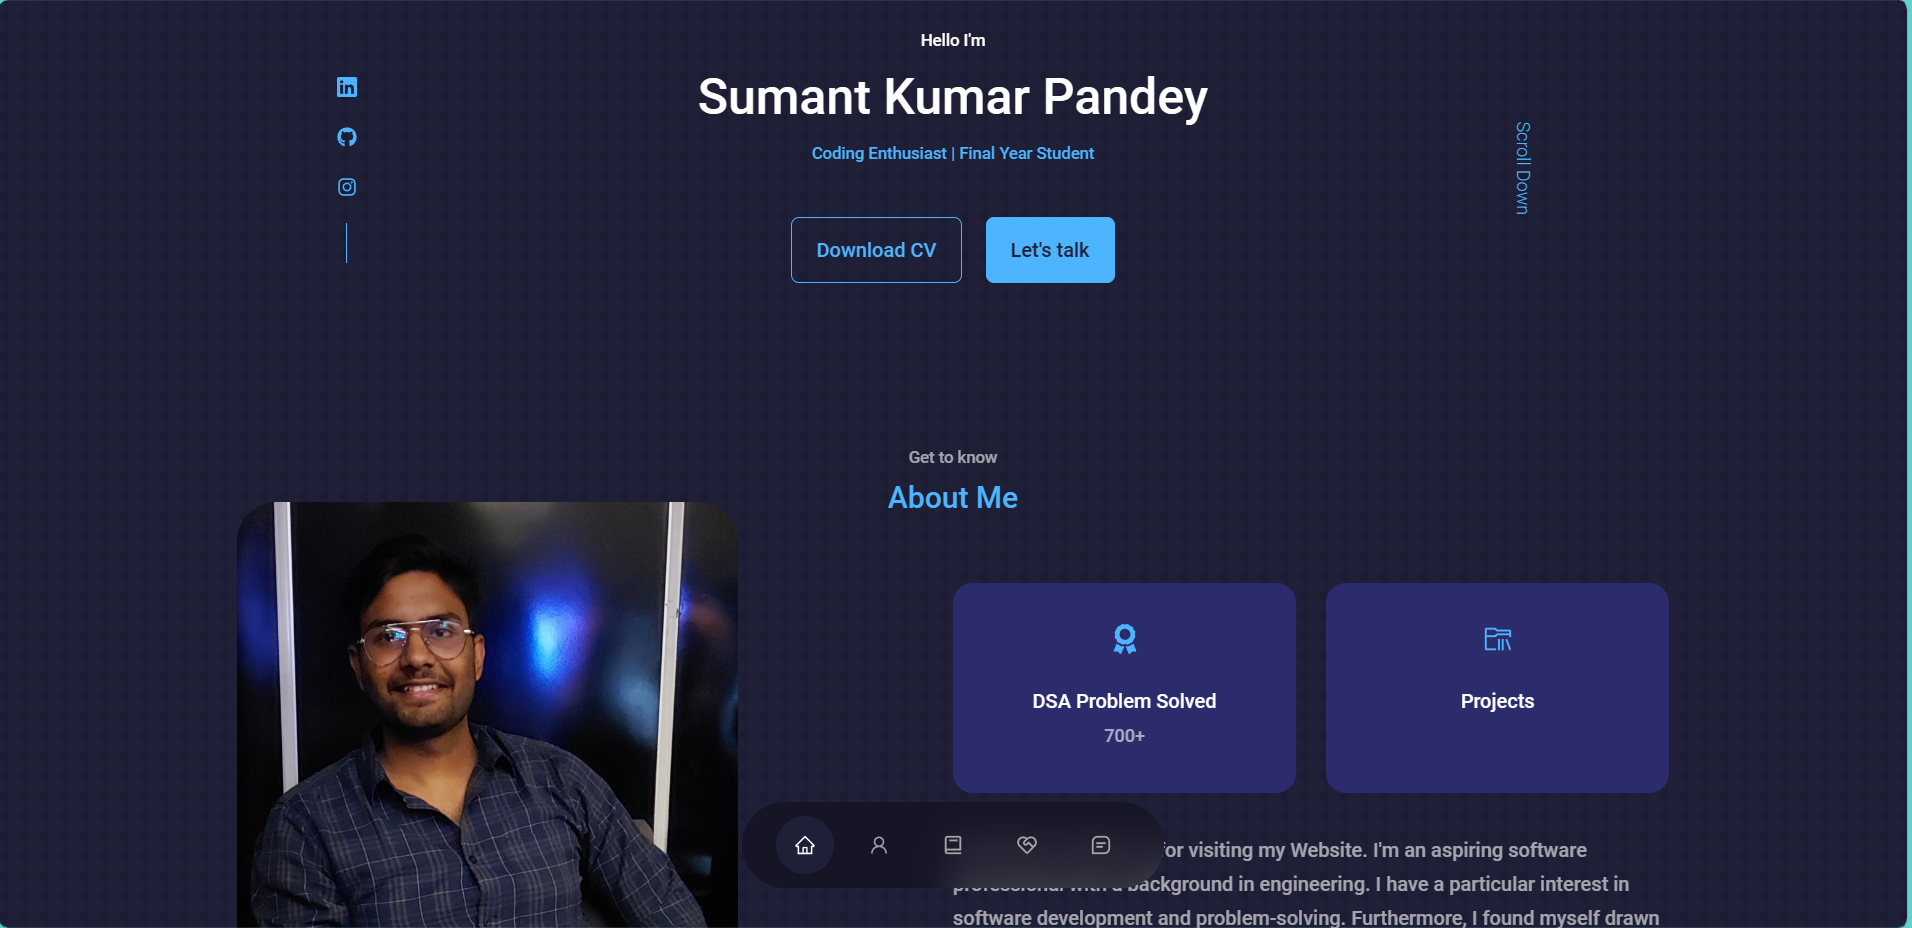 Hello I'm
Sumant Kumar Pandey
Coding Enthusiast | Final Year Student
Scroll Down
Download CV
Let's talk
Get to know
About Me
DSA Problem Solved
700+
Projects
for visiting my Website. I'm an aspiring software
professional with a background in engineering. I have a particular interest in
software development and problem-solving. Furthermore, I found myself drawn